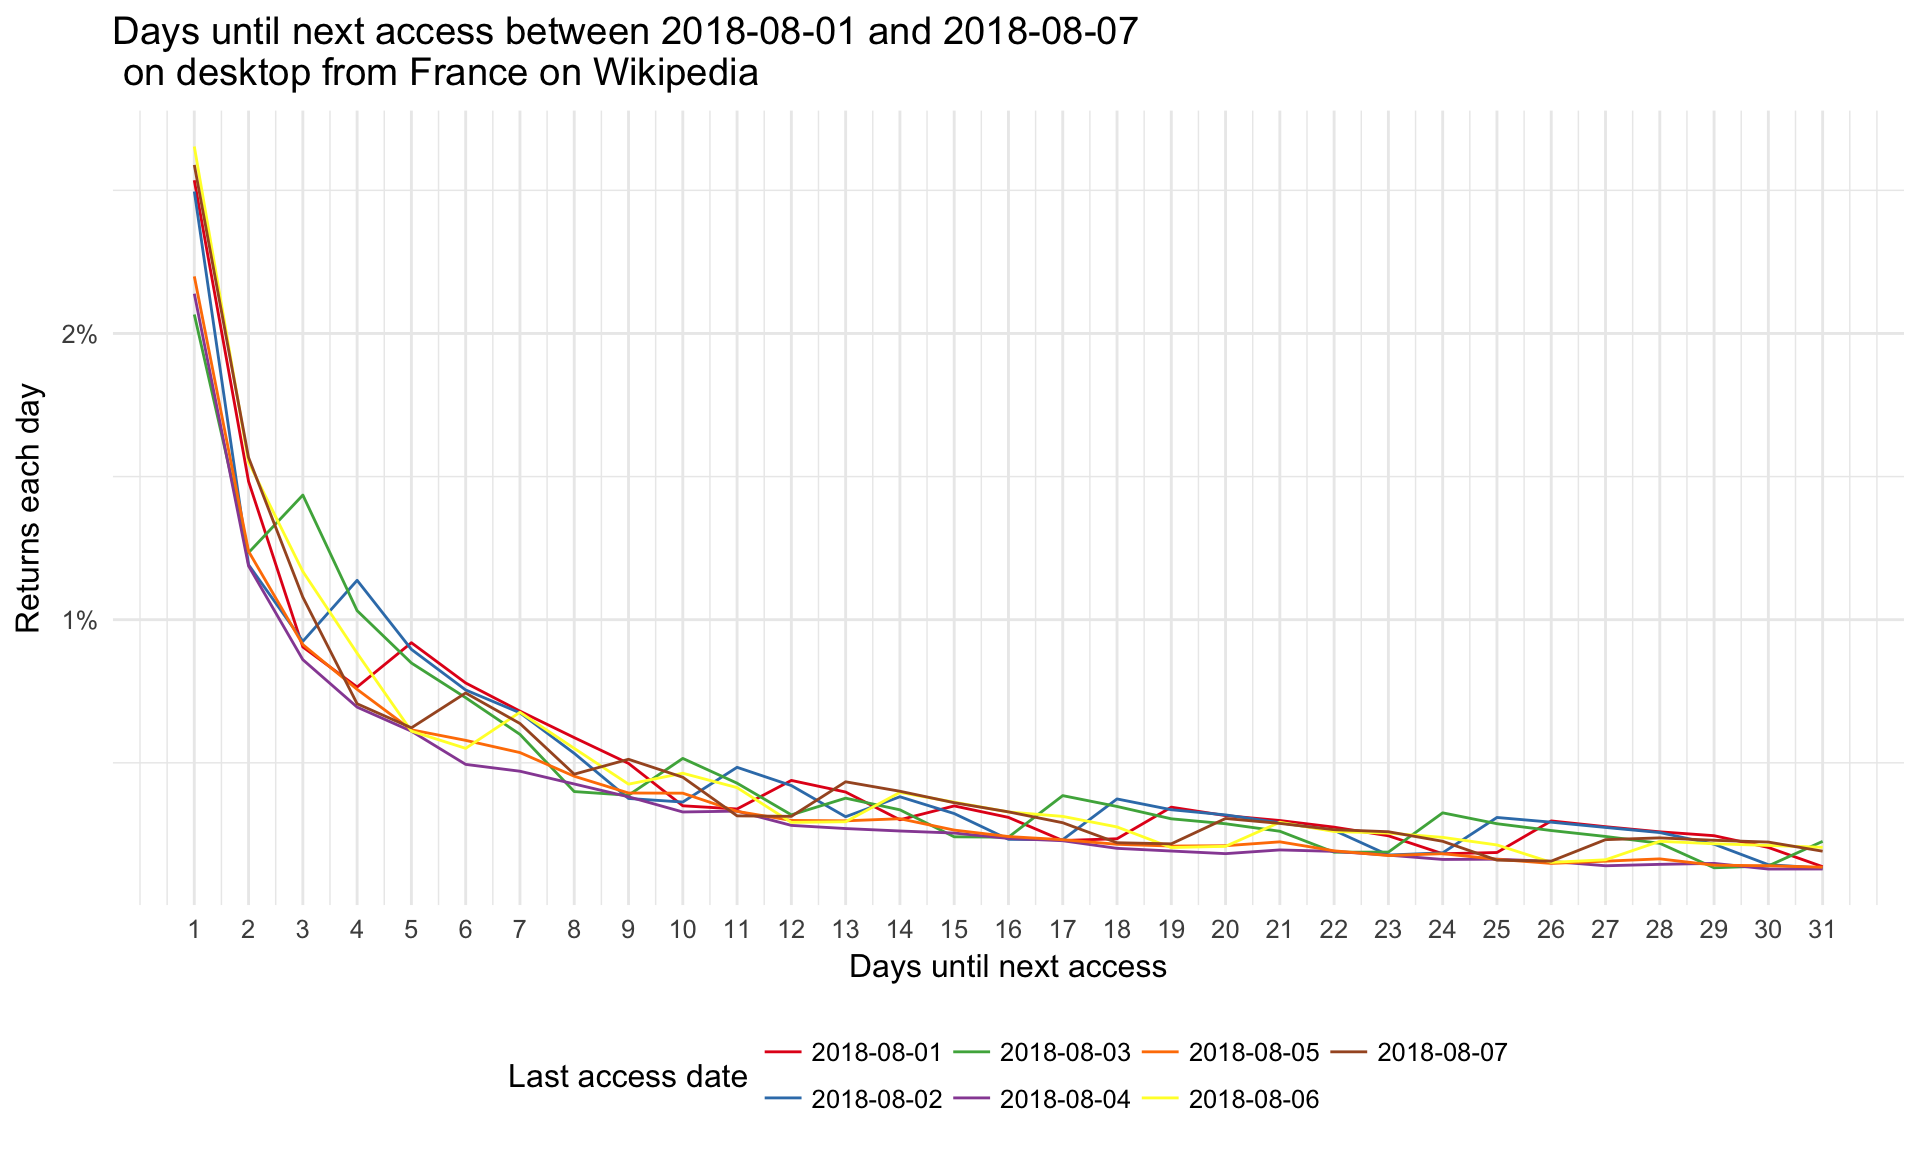 Days until next access between 2018-08-01 and 2018-08-07
on desktop from France on Wikipedia
Returns each day
2%
1%
1 2 3 4 5 6 7 8 9 10 11 12 13 14 15 16 17 18 19 20 21 22 23 24 25 26 27 28 29 30 31
Days until next access
Last access date
2018-08-01 2018-08-03 2018-08-05 2018-08-07
2018-08-02 2018-08-04 2018-08-06